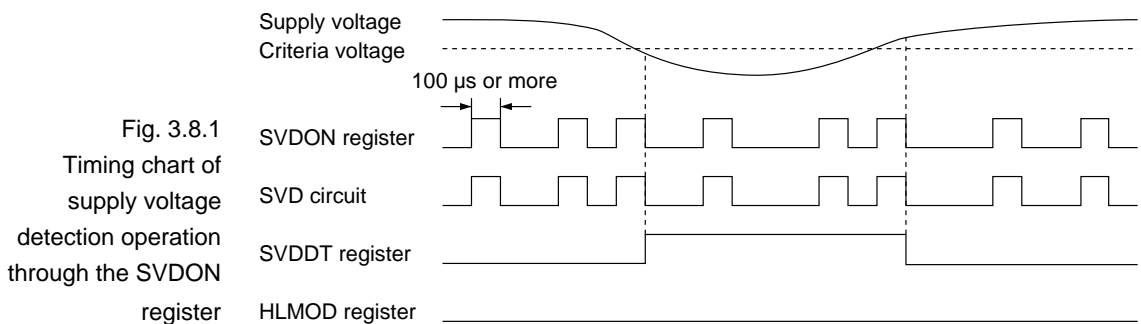 Supply voltage
Criteria voltage
100 µs or more
Fig. 3.8.1
Timing chart of
supply voltage
detection operation
through the SVDON
register
SVDON register
SVD circuit
SVDDT register
HLMOD register